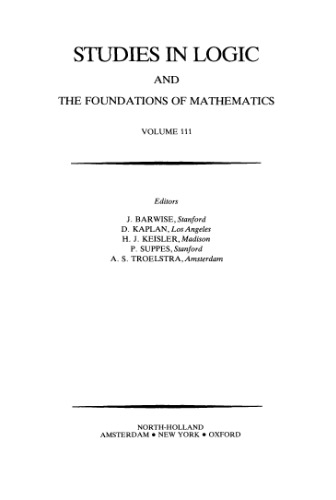 STUDIES IN LOGIC
AND
THE FOUNDATIONS OF MATHEMATICS
VOLUME 111
Editors
J. BARWISE, Stanford
D. KAPLAN, Los Angeles
H. J. KEISLER, Madison
P. SUPPES, Stanford
A. S. TROELSTRA, Amsterdam
NORTH-HOLLAND
AMSTERDAM • NEW YORK • OXFORD